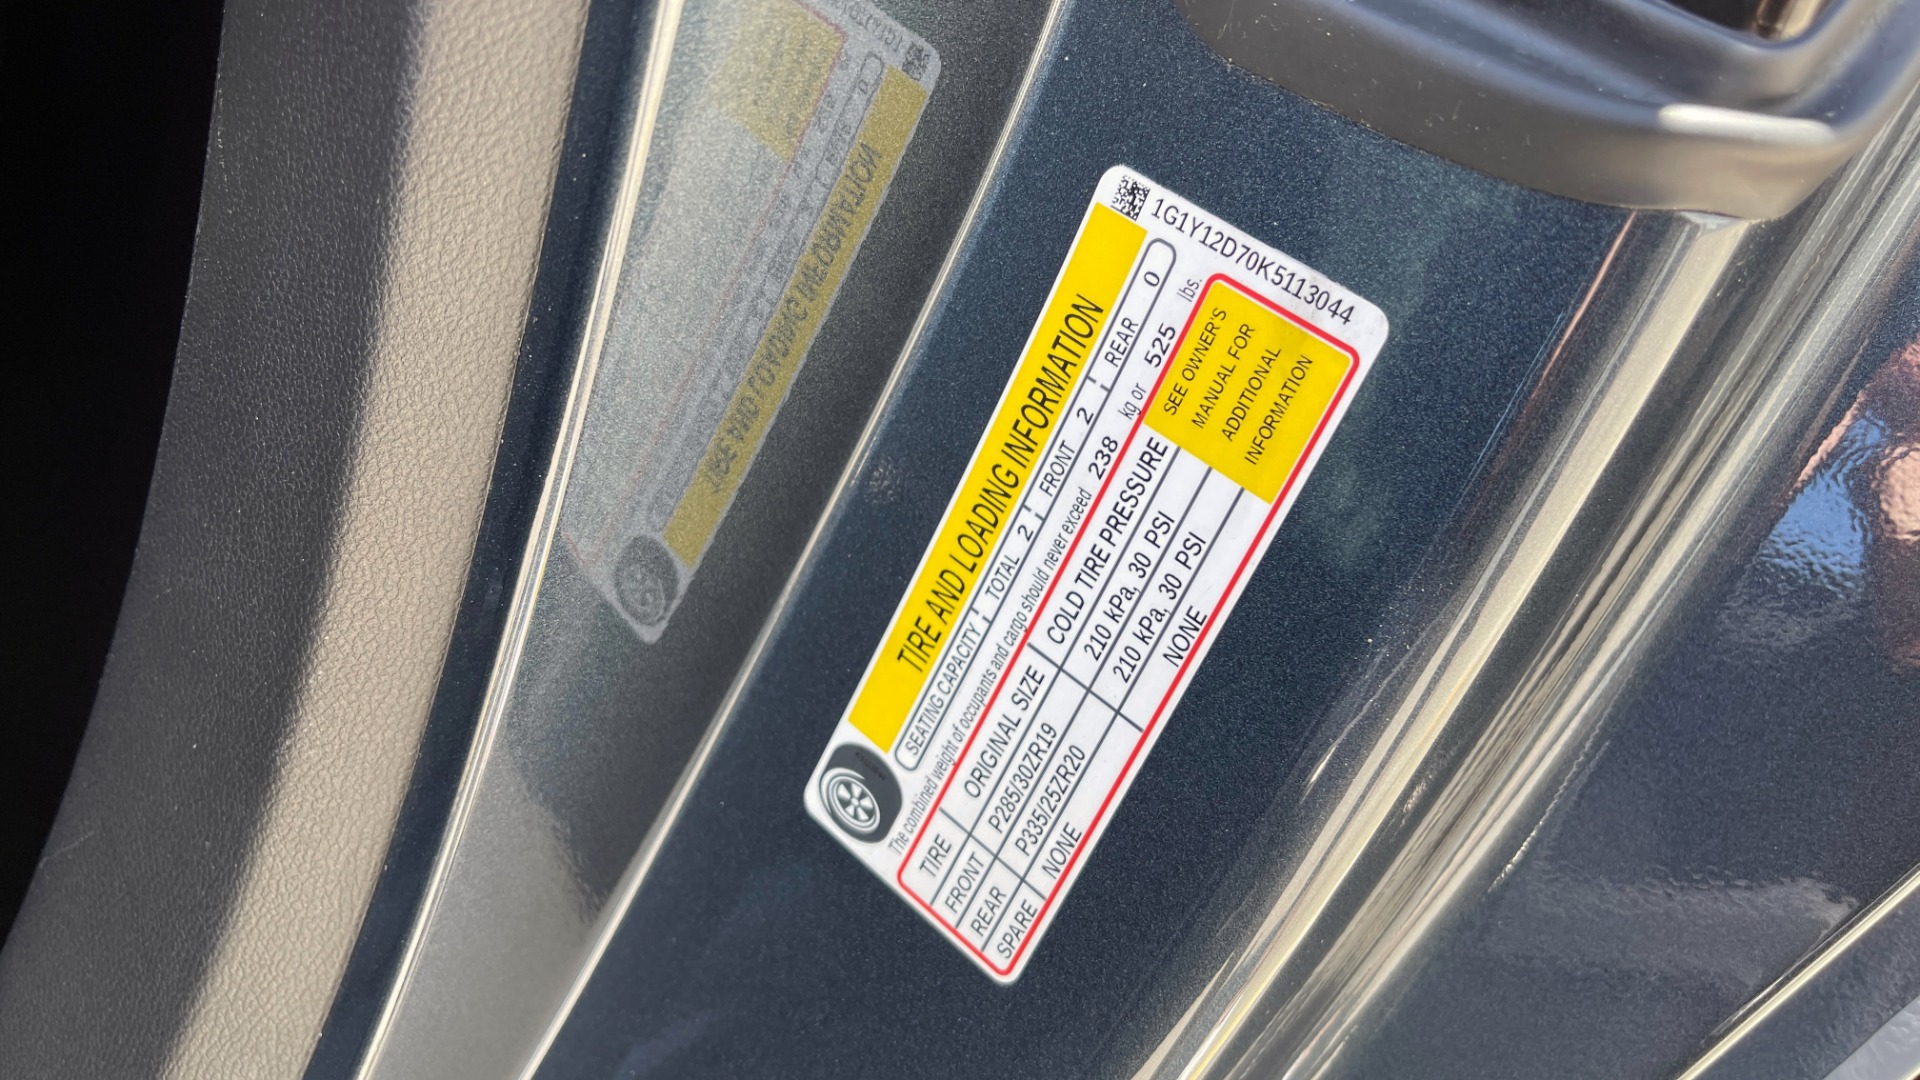 1G1Y12D70K5113044
TIRE AND LOADING INFORMATION
SEATING CAPACITY TOTAL 2 FRONT 2 REAR 0
The combined weight of occupants and cargo should never exceed 238 kg or 525 lbs.
TIRE ORIGINAL SIZE COLD TIRE PRESSURE
FRONT P285/30ZR19 210 kPa, 30 PSI
REAR P335/25ZR20 210 kPa, 30 PSI
SPARE NONE NONE
SEE OWNER'S
MANUAL FOR
ADDITIONAL
INFORMATION